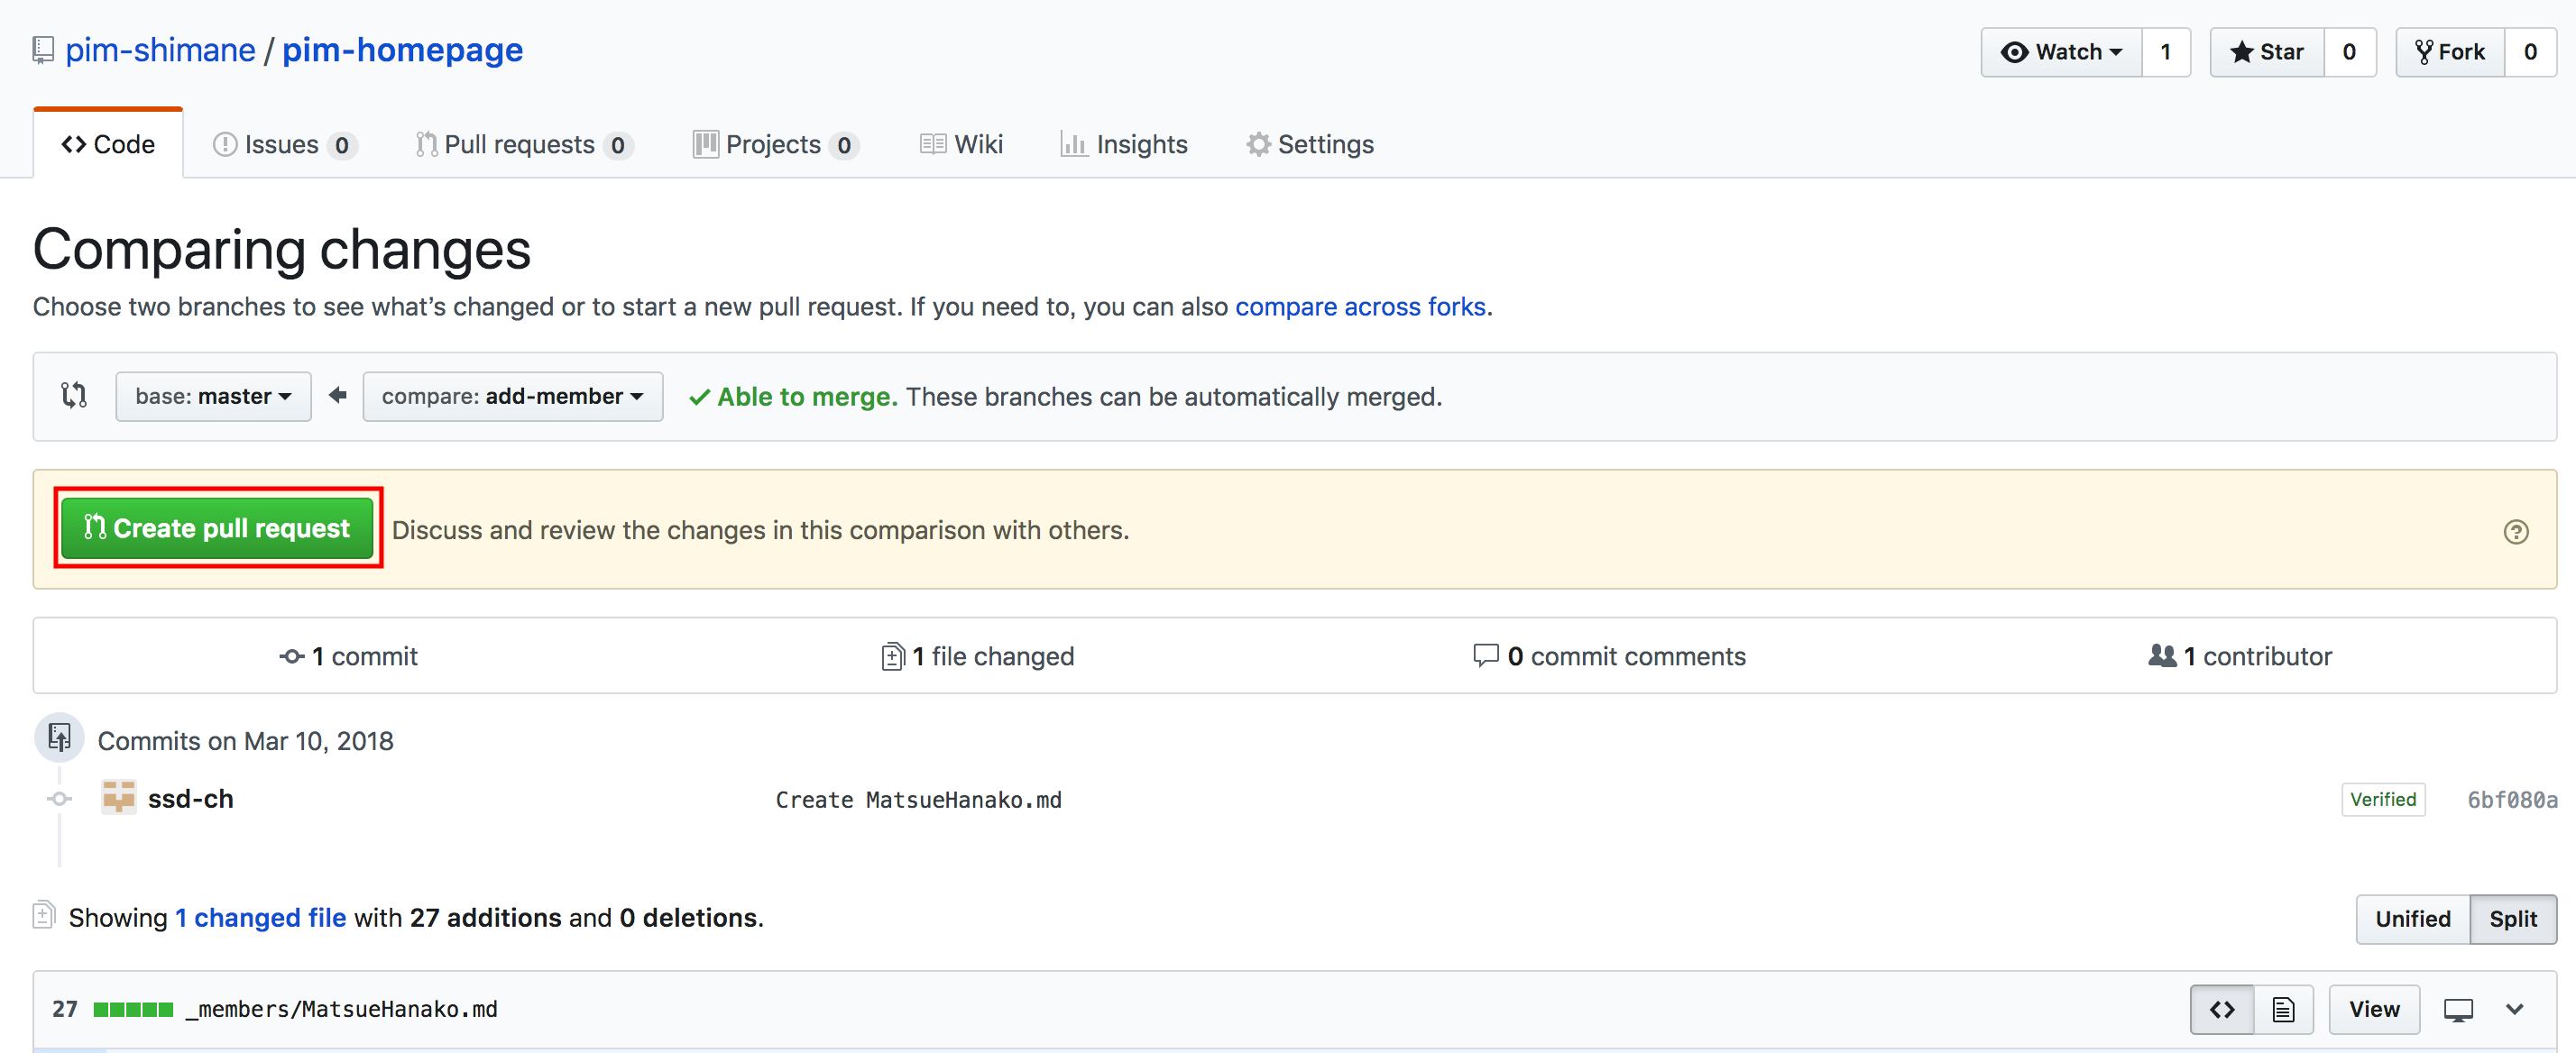 pim-shimane / pim-homepage
Watch 1 Star 0 Fork 0
Code Issues 0 Pull requests 0 Projects 0 Wiki Insights Settings
Comparing changes
Choose two branches to see what’s changed or to start a new pull request. If you need to, you can also compare across forks.
base: master compare: add-member Able to merge. These branches can be automatically merged.
Create pull request Discuss and review the changes in this comparison with others.
1 commit 1 file changed 0 commit comments 1 contributor
Commits on Mar 10, 2018
ssd-ch Create MatsueHanako.md Verified 6bf080a
Showing 1 changed file with 27 additions and 0 deletions. Unified Split
27 _members/MatsueHanako.md View